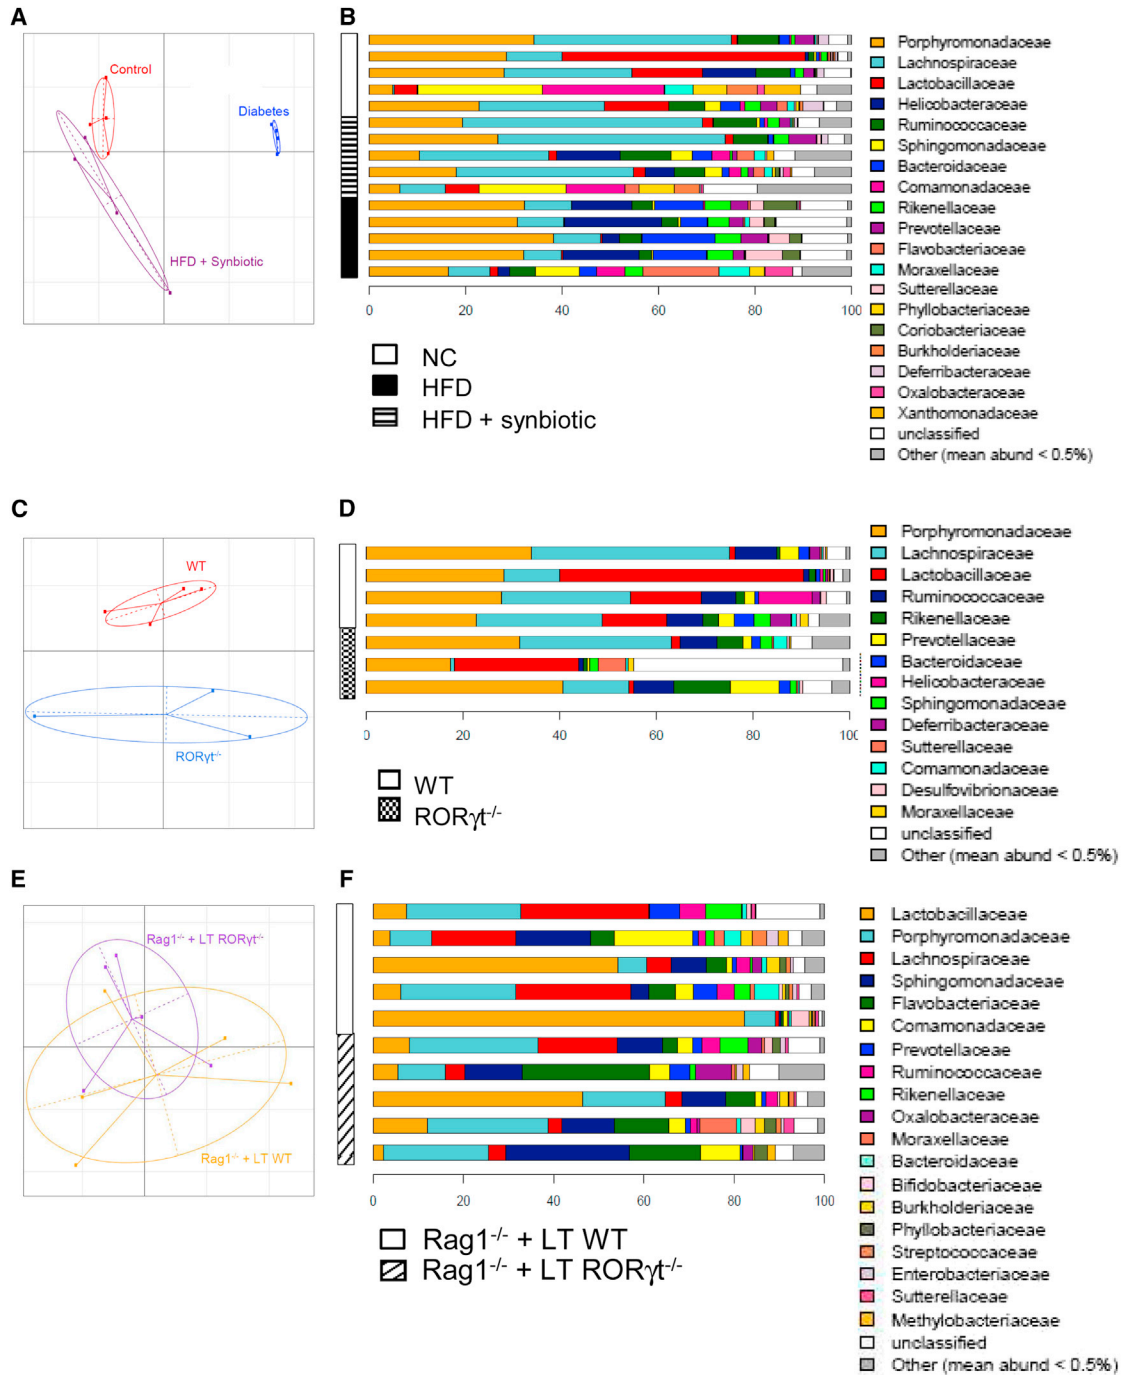 A
Control
Diabetes
HFD + Synbiotic
B
0 20 40 60 80 100
NC
HFD
HFD + synbiotic
Porphyromonadaceae
Lachnospiraceae
Lactobacillaceae
Helicobacteraceae
Ruminococcaceae
Sphingomonadaceae
Bacteroidaceae
Comamonadaceae
Rikenellaceae
Prevotellaceae
Flavobacteriaceae
Moraxellaceae
Sutterellaceae
Phyllobacteriaceae
Coriobacteriaceae
Burkholderiaceae
Deferribacteraceae
Oxalobacteraceae
Xanthomonadaceae
unclassified
Other (mean abund < 0.5%)
C
WT
RORγt-/-
D
0 20 40 60 80 100
WT
RORγt-/-
Porphyromonadaceae
Lachnospiraceae
Lactobacillaceae
Ruminococcaceae
Rikenellaceae
Prevotellaceae
Bacteroidaceae
Helicobacteraceae
Sphingomonadaceae
Deferribacteraceae
Sutterellaceae
Comamonadaceae
Desulfovibrionaceae
Moraxellaceae
unclassified
Other (mean abund < 0.5%)
E
Rag1-/- + LT RORγt-/-
Rag1-/- + LT WT
F
0 20 40 60 80 100
Rag1-/- + LT WT
Rag1-/- + LT RORγt-/-
Lactobacillaceae
Porphyromonadaceae
Lachnospiraceae
Sphingomonadaceae
Flavobacteriaceae
Comamonadaceae
Prevotellaceae
Ruminococcaceae
Rikenellaceae
Oxalobacteraceae
Moraxellaceae
Bacteroidaceae
Bifidobacteriaceae
Burkholderiaceae
Phyllobacteriaceae
Streptococcaceae
Enterobacteriaceae
Sutterellaceae
Methylobacteriaceae
unclassified
Other (mean abund < 0.5%)